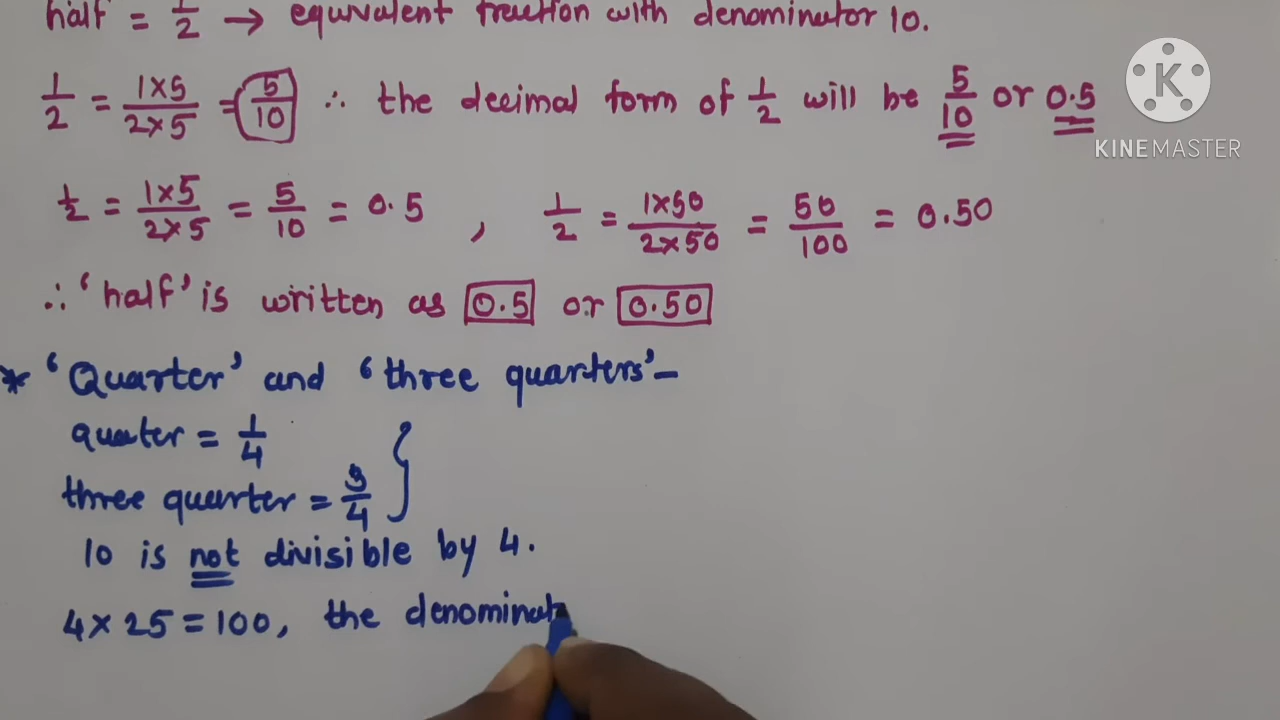 half = 1/2 → equivalent fraction with denominator 10.
1/2 = 1×5/2×5 = 5/10 ∴ the decimal form of 1/2 will be 5/10 or 0.5
KINEMASTER
1/2 = 1×5/2×5 = 5/10 = 0.5 , 1/2 = 1×50/2×50 = 50/100 = 0.50
∴ 'half' is written as 0.5 or 0.50
* 'Quarter' and 'three quarters' –
quater = 1/4
three quarter = 3/4
10 is not divisible by 4.
4 × 25 = 100, the denominat